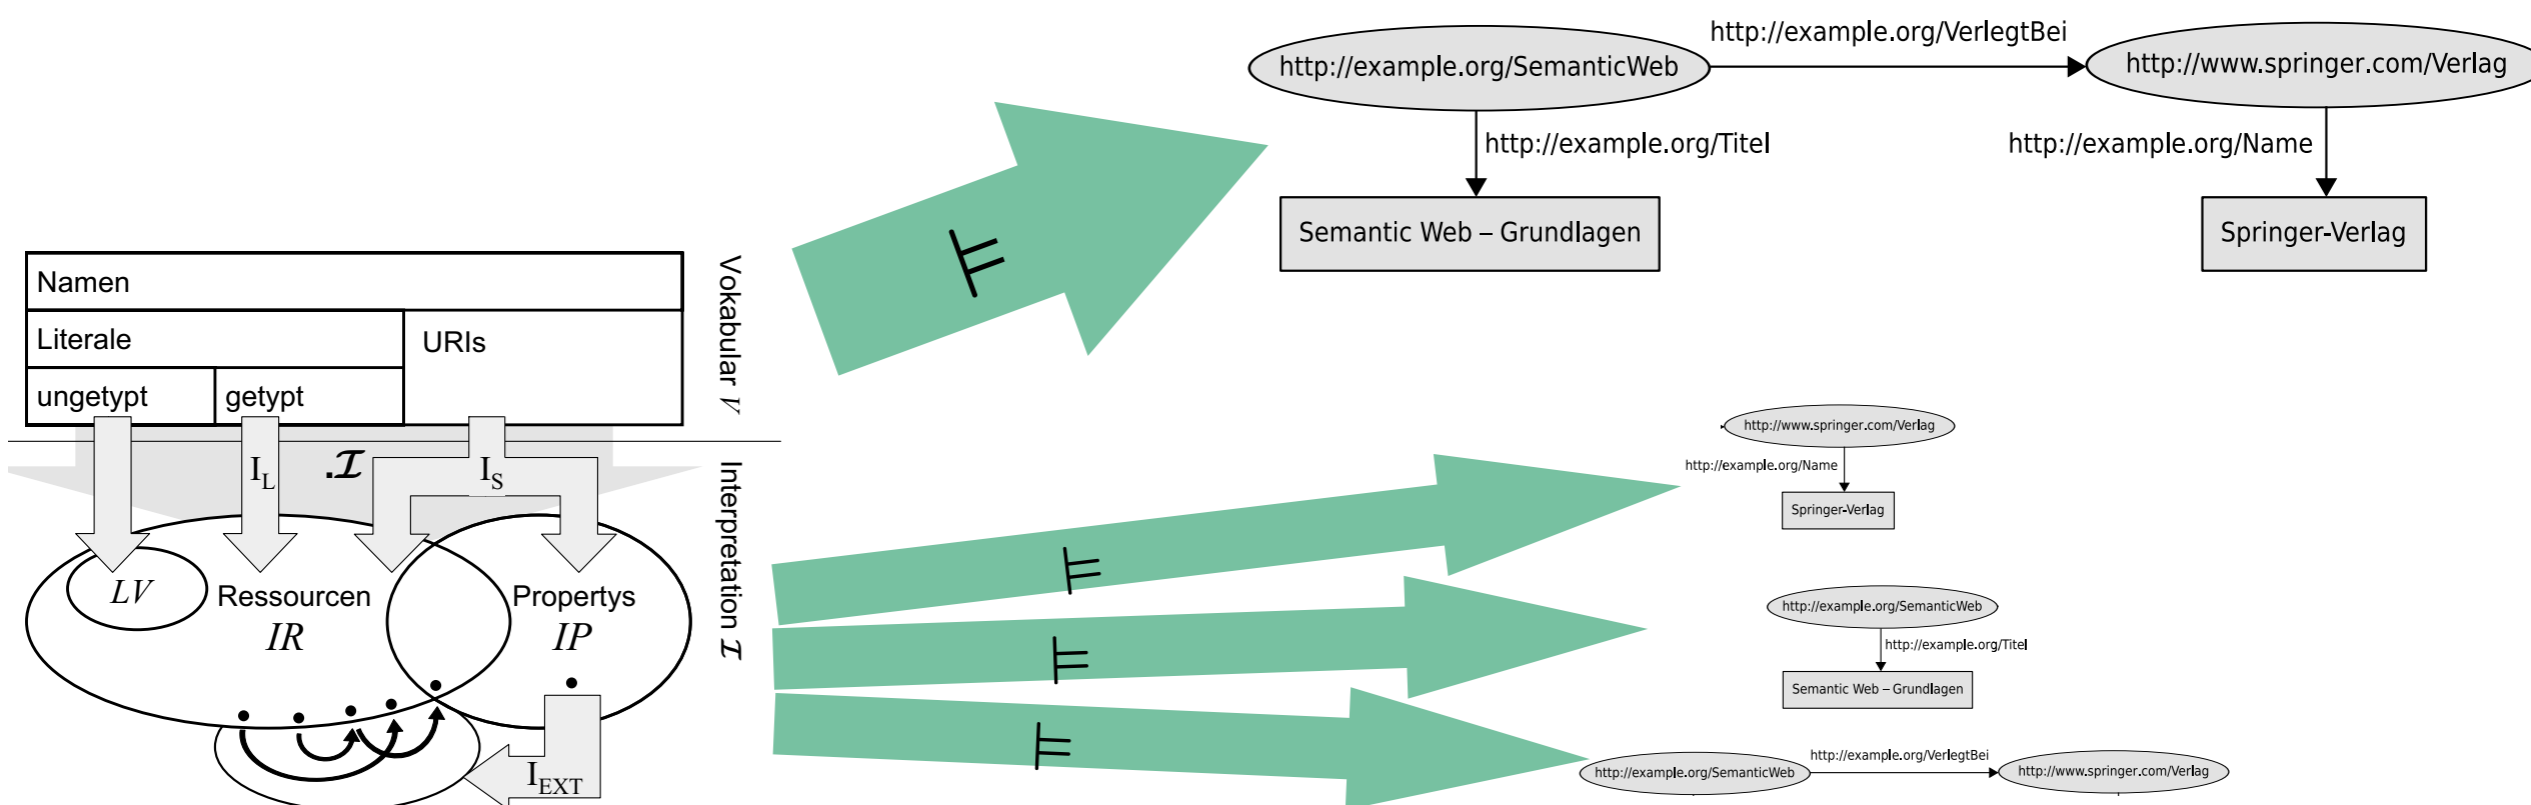 http://example.org/VerlegtBei
http://example.org/SemanticWeb
http://www.springer.com/Verlag
http://example.org/Titel
http://example.org/Name
Semantic Web – Grundlagen
Springer-Verlag
⊨
Namen
Literale
URIs
ungetypt
getypt
Vokabular V
I_L
.I
I_S
Interpretation I
LV
Ressourcen
IR
Propertys
IP
I_EXT
⊨
⊨
⊨
http://www.springer.com/Verlag
http://example.org/Name
Springer-Verlag
http://example.org/SemanticWeb
http://example.org/Titel
Semantic Web – Grundlagen
http://example.org/VerlegtBei
http://example.org/SemanticWeb
http://www.springer.com/Verlag